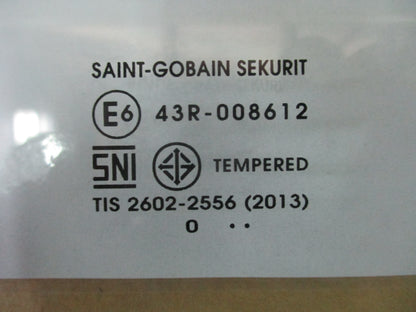 SAINT-GOBAIN SEKURIT
E6 43R-008612
SNI TEMPERED
TIS 2602-2556 (2013)
0 ..